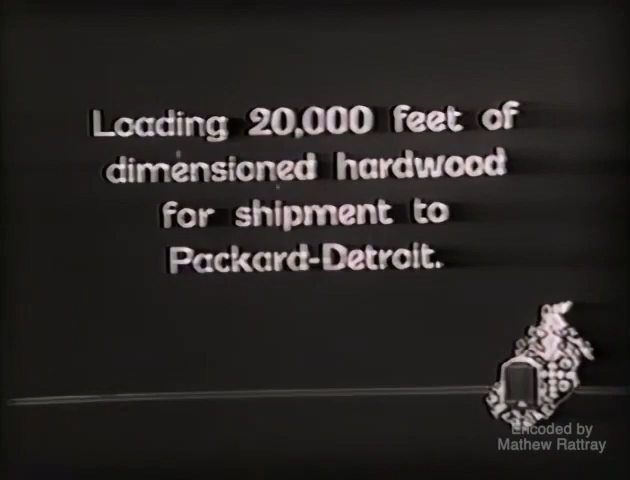 Loading 20,000 feet of
dimensioned hardwood
for shipment to
Packard-Detroit.
Encoded by
Mathew Rattray